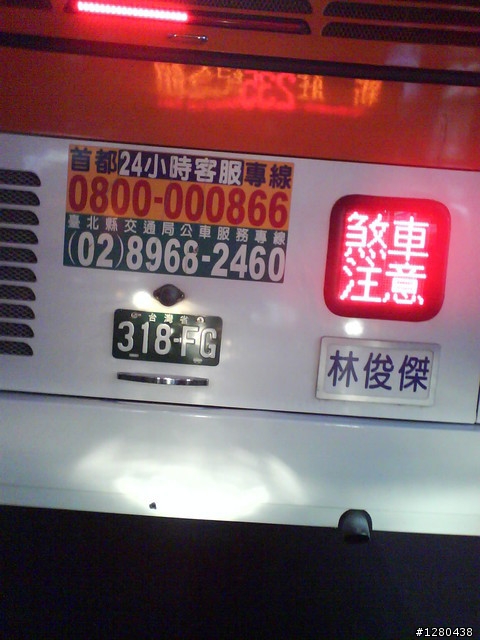 首都24小時客服專線
0800-000866
臺北縣交通局公車服務專線
(02)8968-2460
煞車
注意
台灣省
318-FG
林俊傑
#1280438